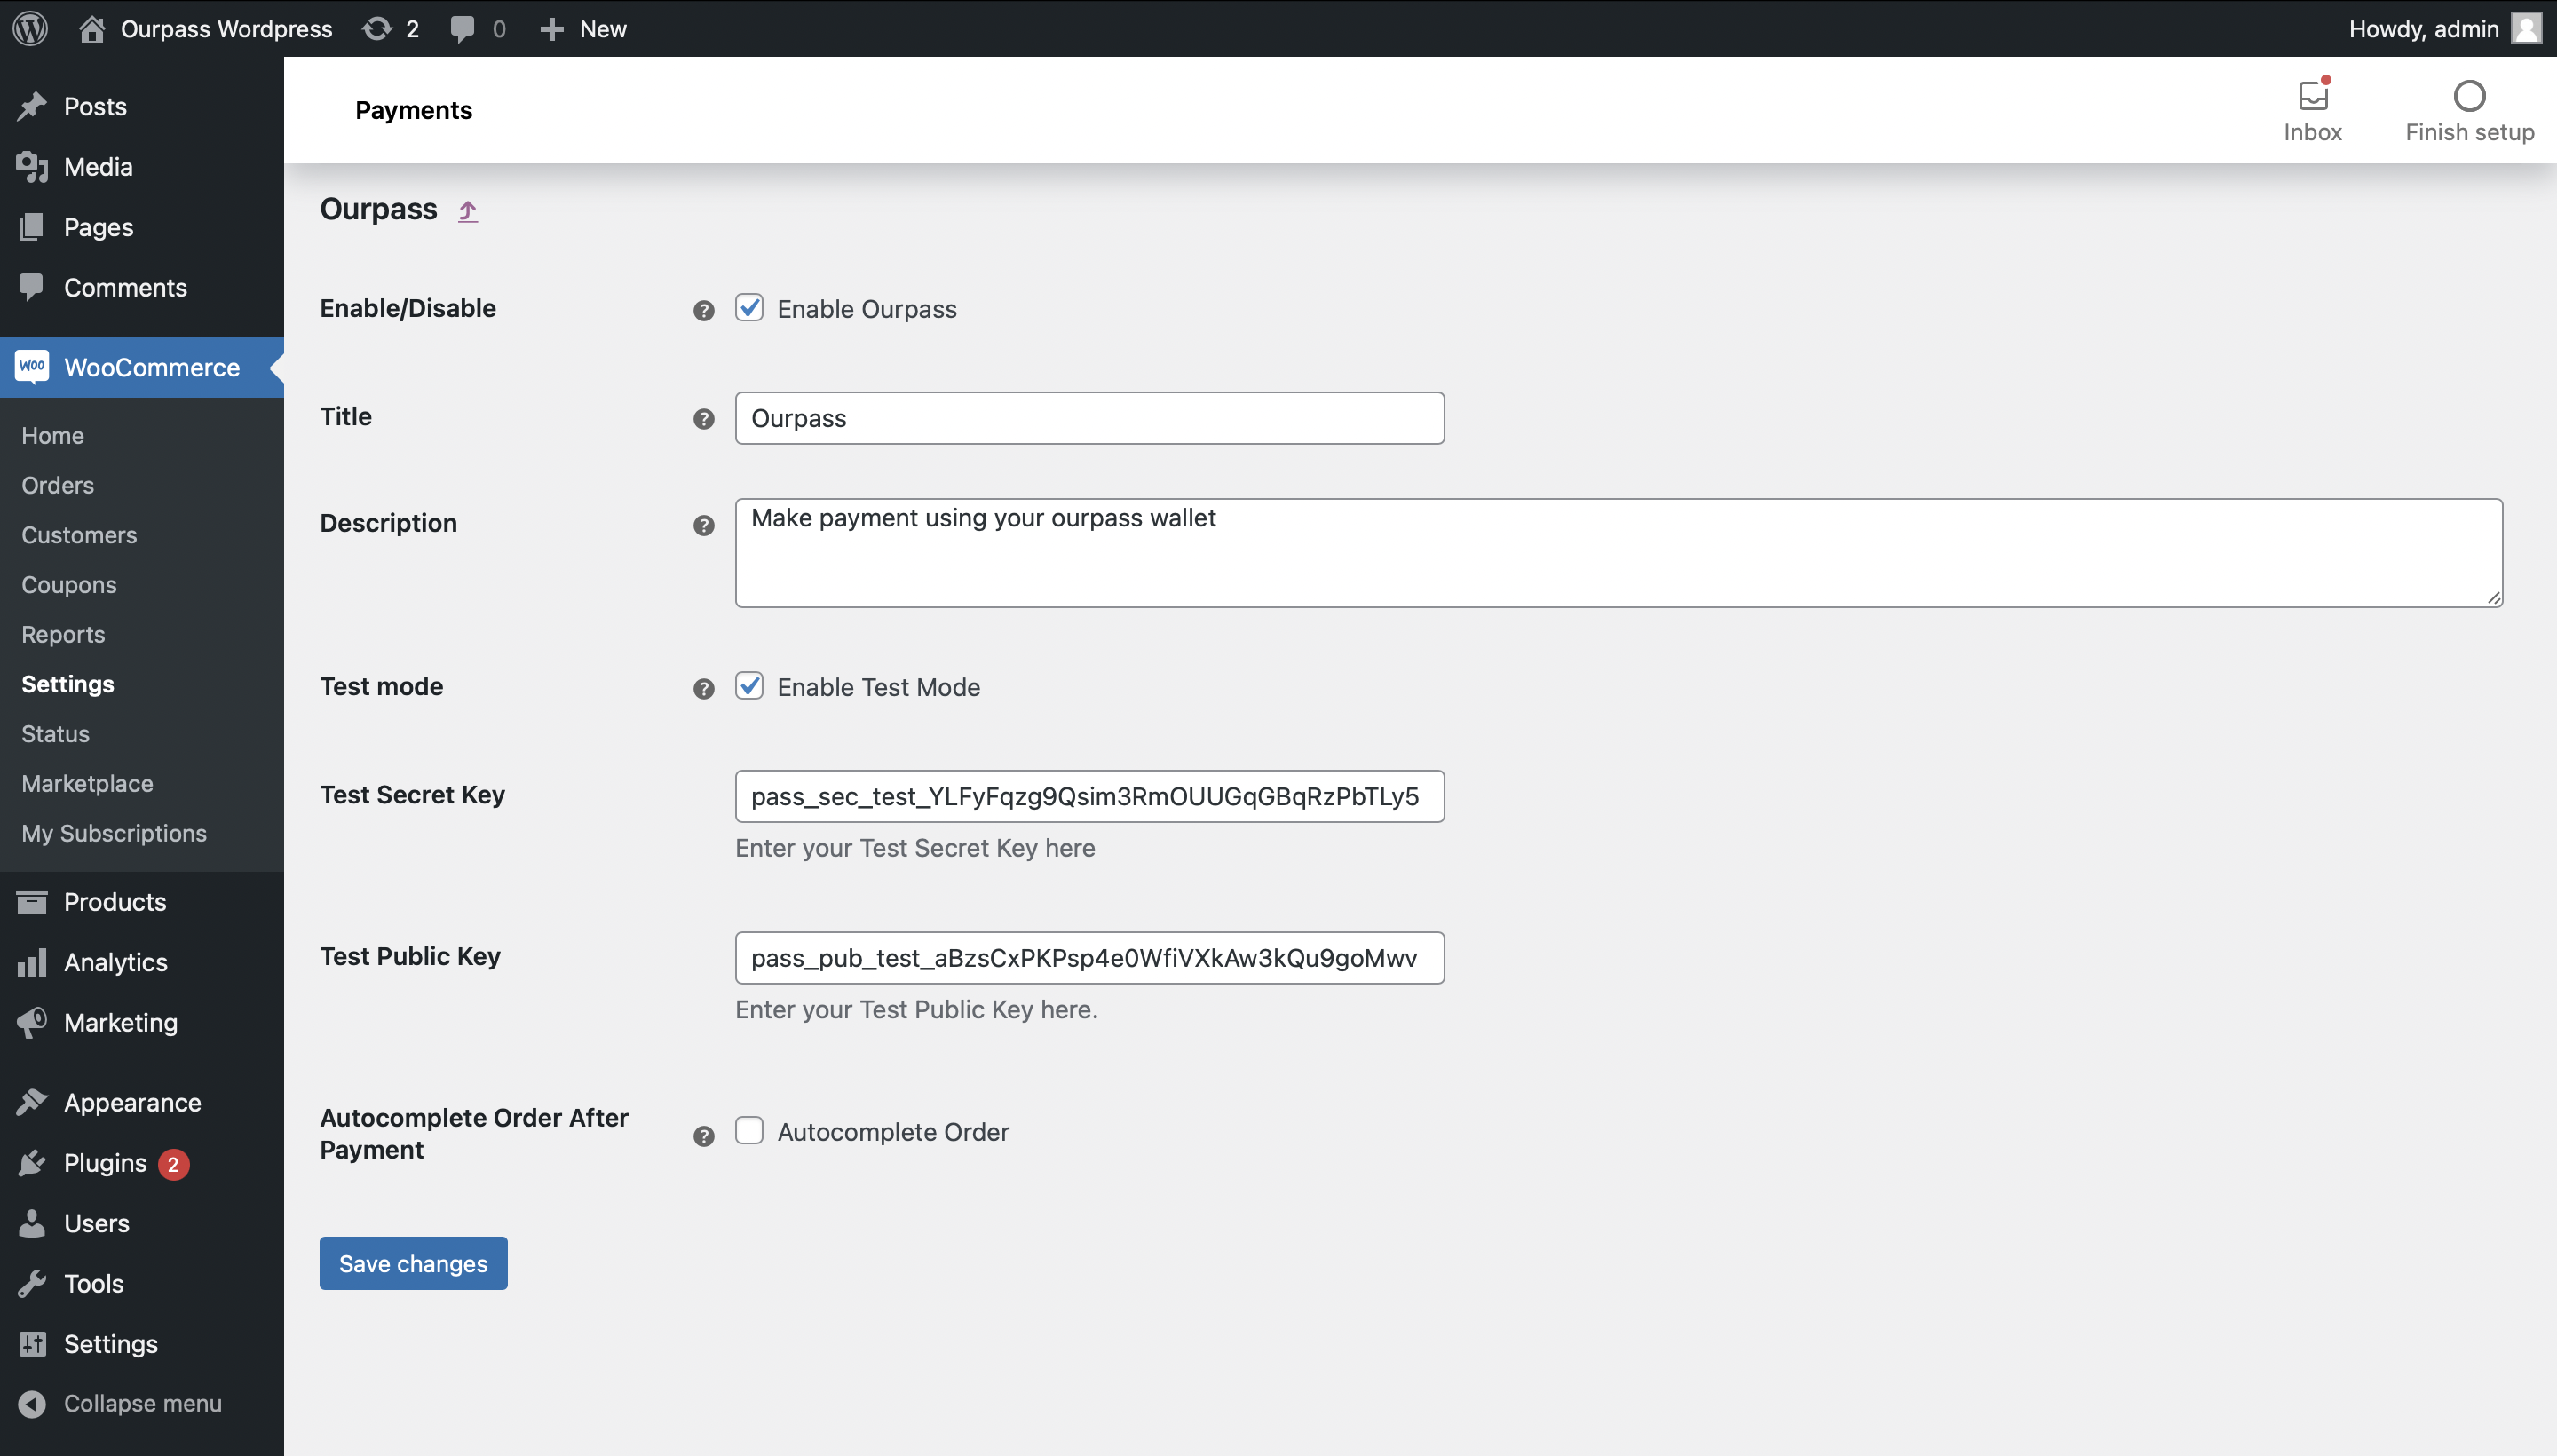 Ourpass Wordpress 2 0 New Howdy, admin
Posts
Media
Pages
Comments
WooCommerce
Home
Orders
Customers
Coupons
Reports
Settings
Status
Marketplace
My Subscriptions
Products
Analytics
Marketing
Appearance
Plugins 2
Users
Tools
Settings
Collapse menu
Payments
Inbox
Finish setup
Ourpass
Enable/Disable ? Enable Ourpass
Title ? Ourpass
Description ? Make payment using your ourpass wallet
Test mode ? Enable Test Mode
Test Secret Key pass_sec_test_YLFyFqzg9Qsim3RmOUUGqGBqRzPbTLy5
Enter your Test Secret Key here
Test Public Key pass_pub_test_aBzsCxPKPsp4e0WfiVXkAw3kQu9goMwv
Enter your Test Public Key here.
Autocomplete Order After
Payment
? Autocomplete Order
Save changes